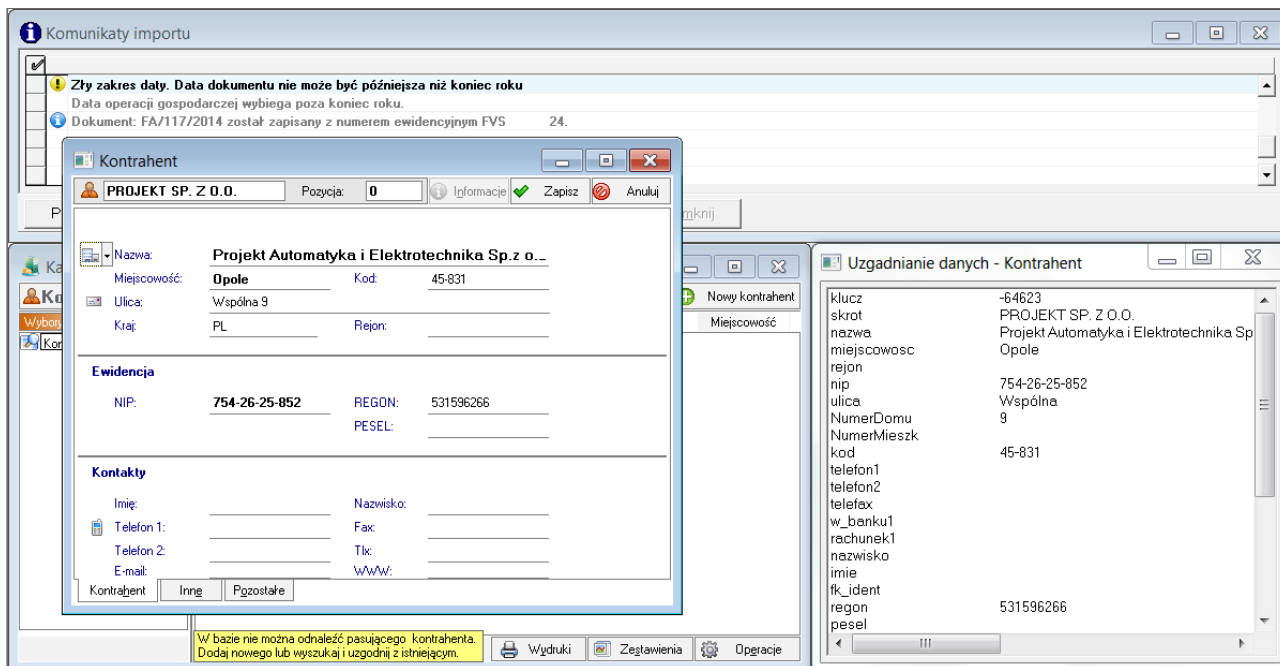 Komunikaty importu
Zły zakres daty. Data dokumentu nie może być późniejsza niż koniec roku
Data operacji gospodarczej wybiega poza koniec roku.
Dokument: FA/117/2014 został zapisany z numerem ewidencyjnym FVS 24.
P
mknij
Kontrahent
PROJEKT SP. Z O.O. Pozycja: 0 Informacje Zapisz Anuluj
Nazwa: Projekt Automatyka i Elektrotechnika Sp.z o...
Miejscowość: Opole Kod: 45-831
Ulica: Wspólna 9
Kraj: PL Rejon:
Ewidencja
NIP: 754-26-25-852 REGON: 531596266
PESEL:
Kontakty
Imię: Nazwisko:
Telefon 1: Fax:
Telefon 2: Tlx:
E-mail: WWW:
Kontrahent Inne Pozostałe
Ka
Ko
Nowy kontrahent
Wybory
Miejscowość
Kor
W bazie nie można odnaleźć pasującego kontrahenta.
Dodaj nowego lub wyszukaj i uzgodnij z istniejącym.
Wydruki Zestawienia Operacje
Uzgadnianie danych - Kontrahent
klucz -64623
skrot PROJEKT SP. Z O.O.
nazwa Projekt Automatyka i Elektrotechnika Sp
miejscowosc Opole
rejon
nip 754-26-25-852
ulica Wspólna
NumerDomu 9
NumerMieszk
kod 45-831
telefon1
telefon2
telefax
w_banku1
rachunek1
nazwisko
imie
fk_ident
regon 531596266
pesel